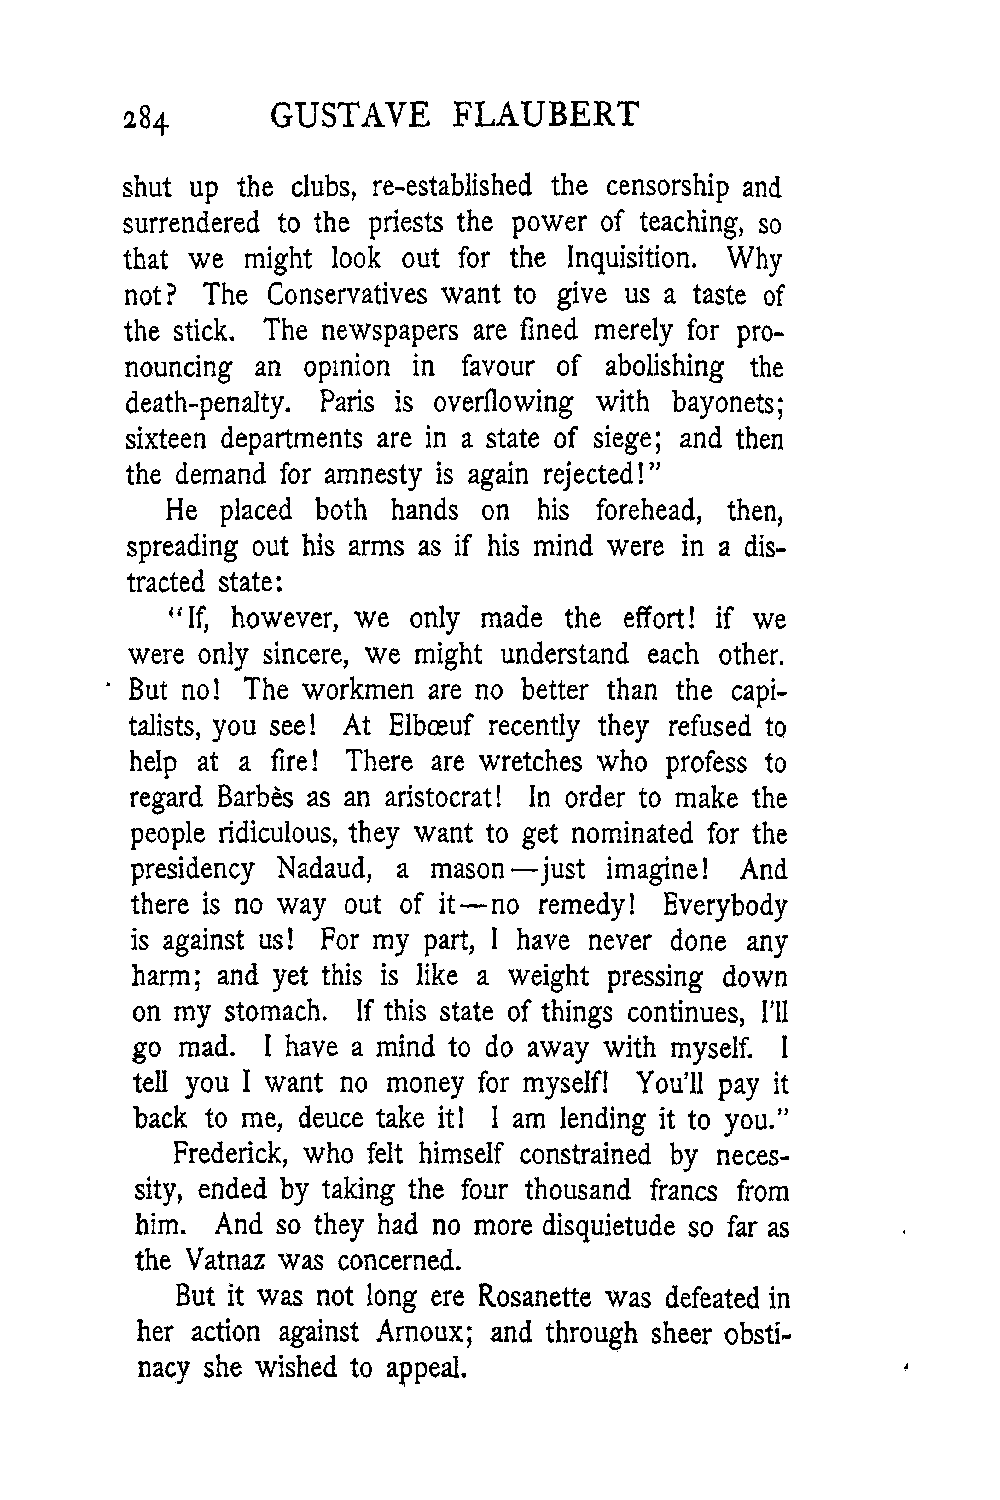 284 GUSTAVE FLAUBERT
shut up the clubs, re-established the censorship and
surrendered to the priests the power of teaching, so
that we might look out for the Inquisition. Why
not? The Conservatives want to give us a taste of
the stick. The newspapers are fined merely for pro-
nouncing an opinion in favour of abolishing the
death-penalty. Paris is overflowing with bayonets;
sixteen departments are in a state of siege; and then
the demand for amnesty is again rejected!"
He placed both hands on his forehead, then,
spreading out his arms as if his mind were in a dis-
tracted state:
"If, however, we only made the effort! if we
were only sincere, we might understand each other.
But no! The workmen are no better than the capi-
talists, you see! At Elbœuf recently they refused to
help at a fire! There are wretches who profess to
regard Barbès as an aristocrat! In order to make the
people ridiculous, they want to get nominated for the
presidency Nadaud, a mason—just imagine! And
there is no way out of it—no remedy! Everybody
is against us! For my part, I have never done any
harm; and yet this is like a weight pressing down
on my stomach. If this state of things continues, I'll
go mad. I have a mind to do away with myself. I
tell you I want no money for myself! You'll pay it
back to me, deuce take it! I am lending it to you."
Frederick, who felt himself constrained by neces-
sity, ended by taking the four thousand francs from
him. And so they had no more disquietude so far as
the Vatnaz was concerned.
But it was not long ere Rosanette was defeated in
her action against Arnoux; and through sheer obsti-
nacy she wished to appeal.